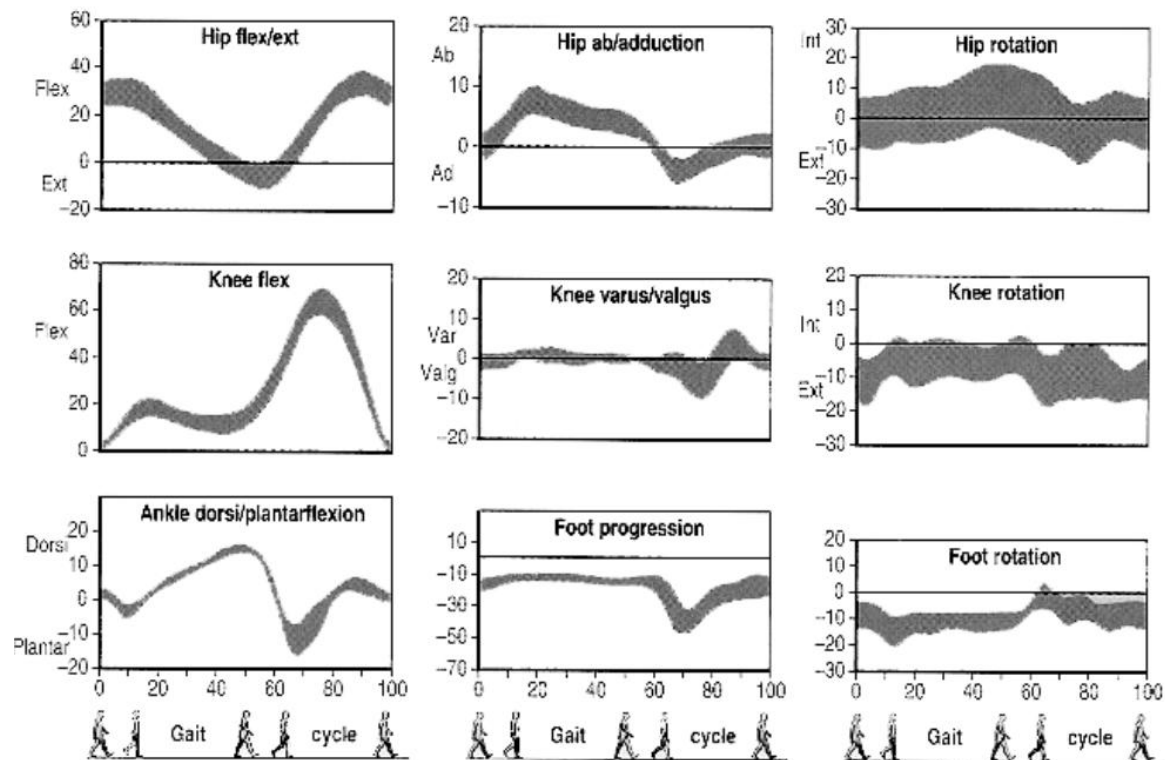 Hip flex/ext
60
40
Flex
20
0
Ext
-20
Hip ab/adduction
20
Ab
10
0
Ad
-10
Hip rotation
Int
30
20
10
0
Ext
-10
-20
-30
Knee flex
80
60
Flex
40
20
0
Knee varus/valgus
20
10
Var
0
Valg
-10
-20
Knee rotation
20
Int
10
0
-10
Ext
-20
-30
Ankle dorsi/plantarflexion
20
Dorsi
10
0
-10
Plantar
-20
0 20 40 60 80 100
Foot progression
10
-10
-30
-50
-70
0 20 40 60 80 100
Foot rotation
20
10
0
-10
-20
-30
0 20 40 60 80 100
Gait cycle
Gait cycle
Gait cycle